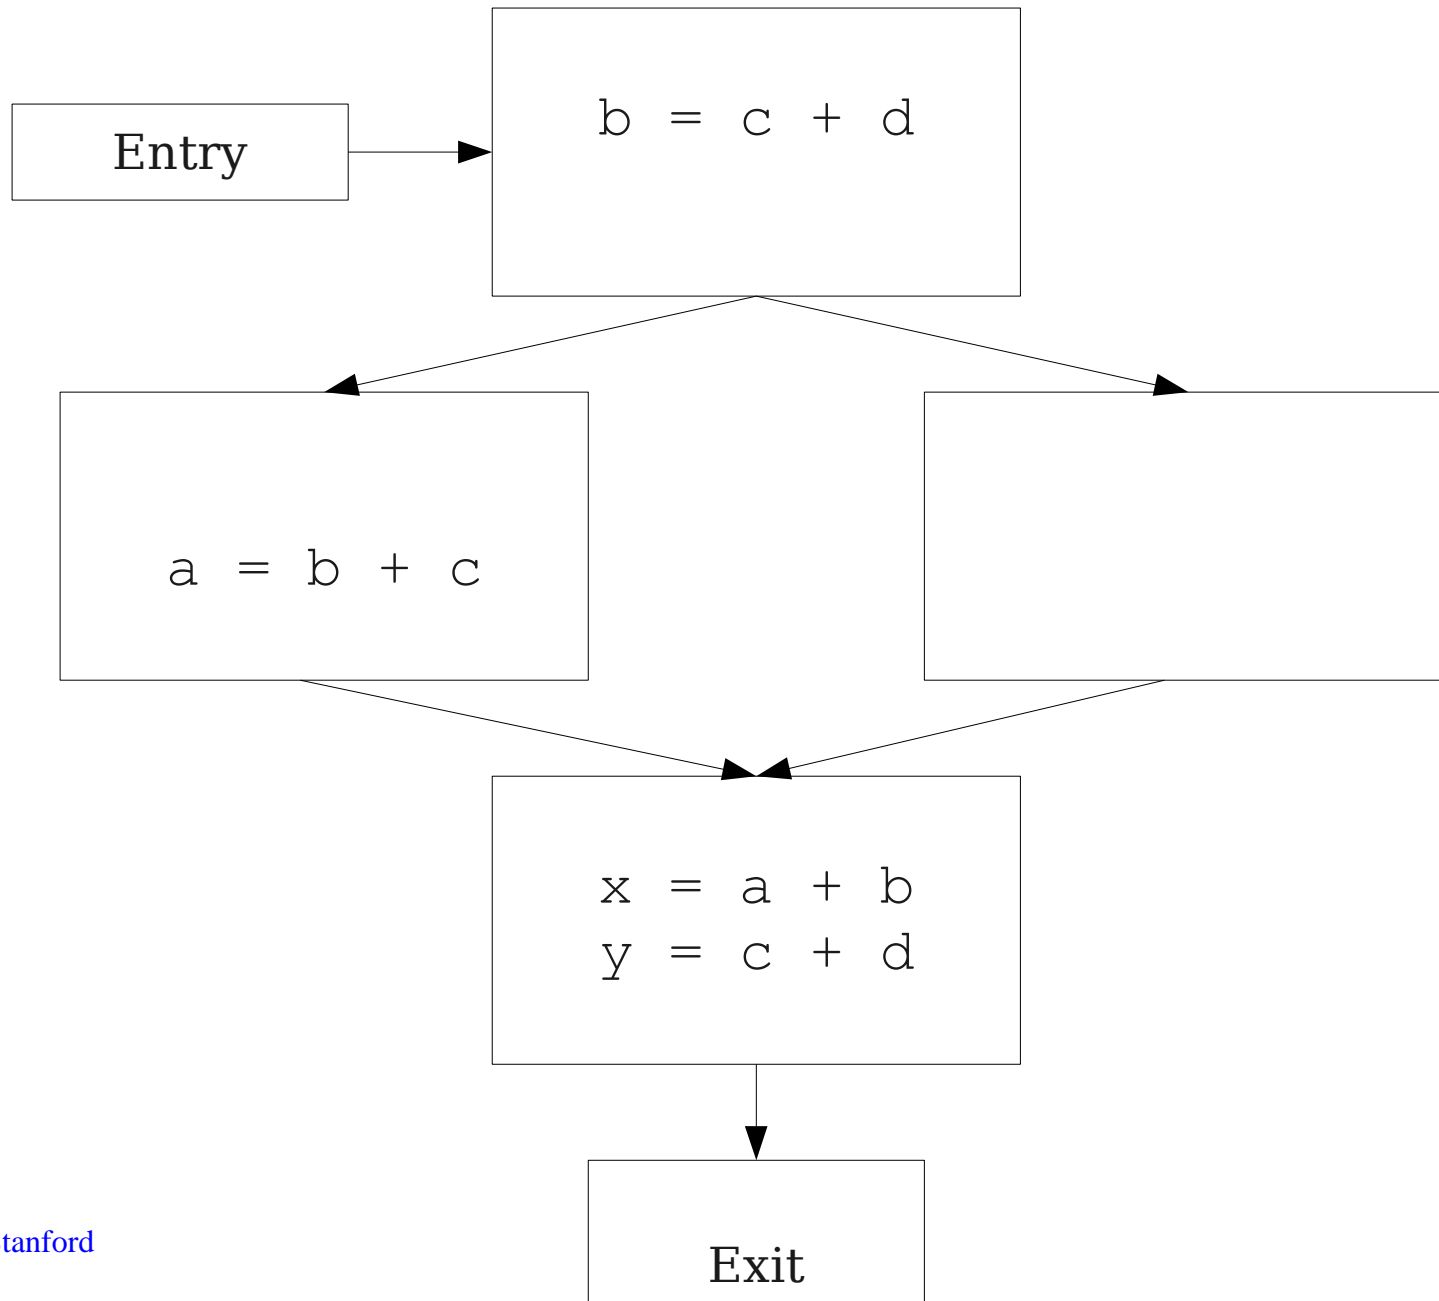 b = c + d
Entry
a = b + c
x = a + b
y = c + d
tanford
Exit